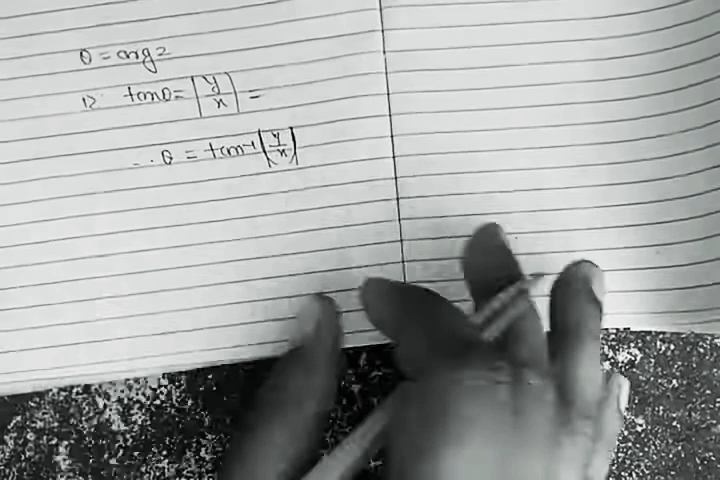 θ = arg z
tanθ = |y/x| =
∴ θ = tan⁻¹|y/x|